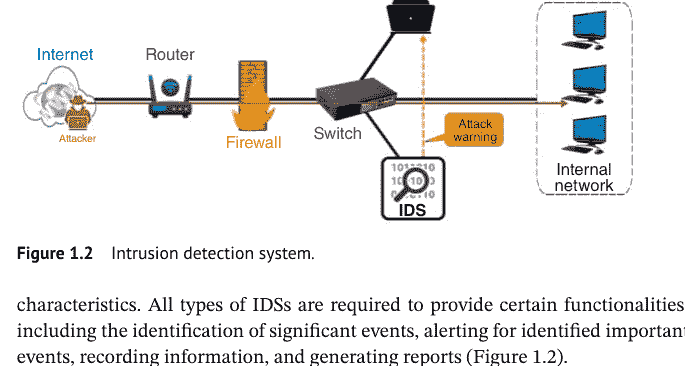 Internet
Router
Attacker
Firewall
Switch
Attack
warning
Internal
network
IDS
Figure 1.2 Intrusion detection system.
characteristics. All types of IDSs are required to provide certain functionalities
including the identification of significant events, alerting for identified importan
events, recording information, and generating reports (Figure 1.2).